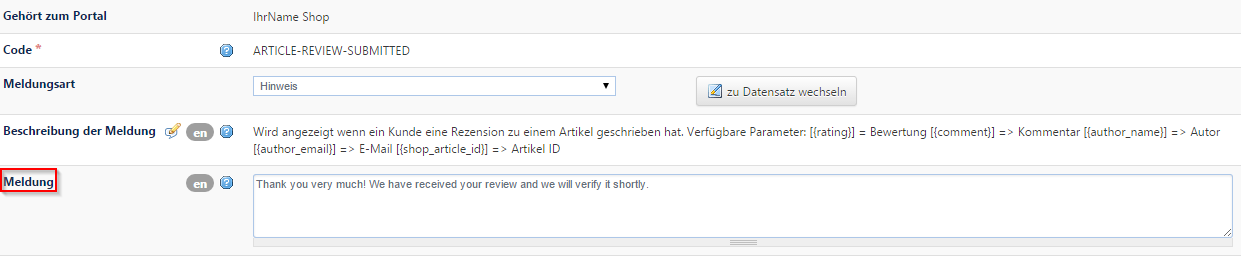 Gehört zum Portal IhrName Shop
Code * ARTICLE-REVIEW-SUBMITTED
Meldungsart Hinweis zu Datensatz wechseln
Beschreibung der Meldung en Wird angezeigt wenn ein Kunde eine Rezension zu einem Artikel geschrieben hat. Verfügbare Parameter: [{rating}] = Bewertung [{comment}] => Kommentar [{author_name}] => Autor
[{author_email}] => E-Mail [{shop_article_id}] => Artikel ID
Meldung en Thank you very much! We have received your review and we will verify it shortly.